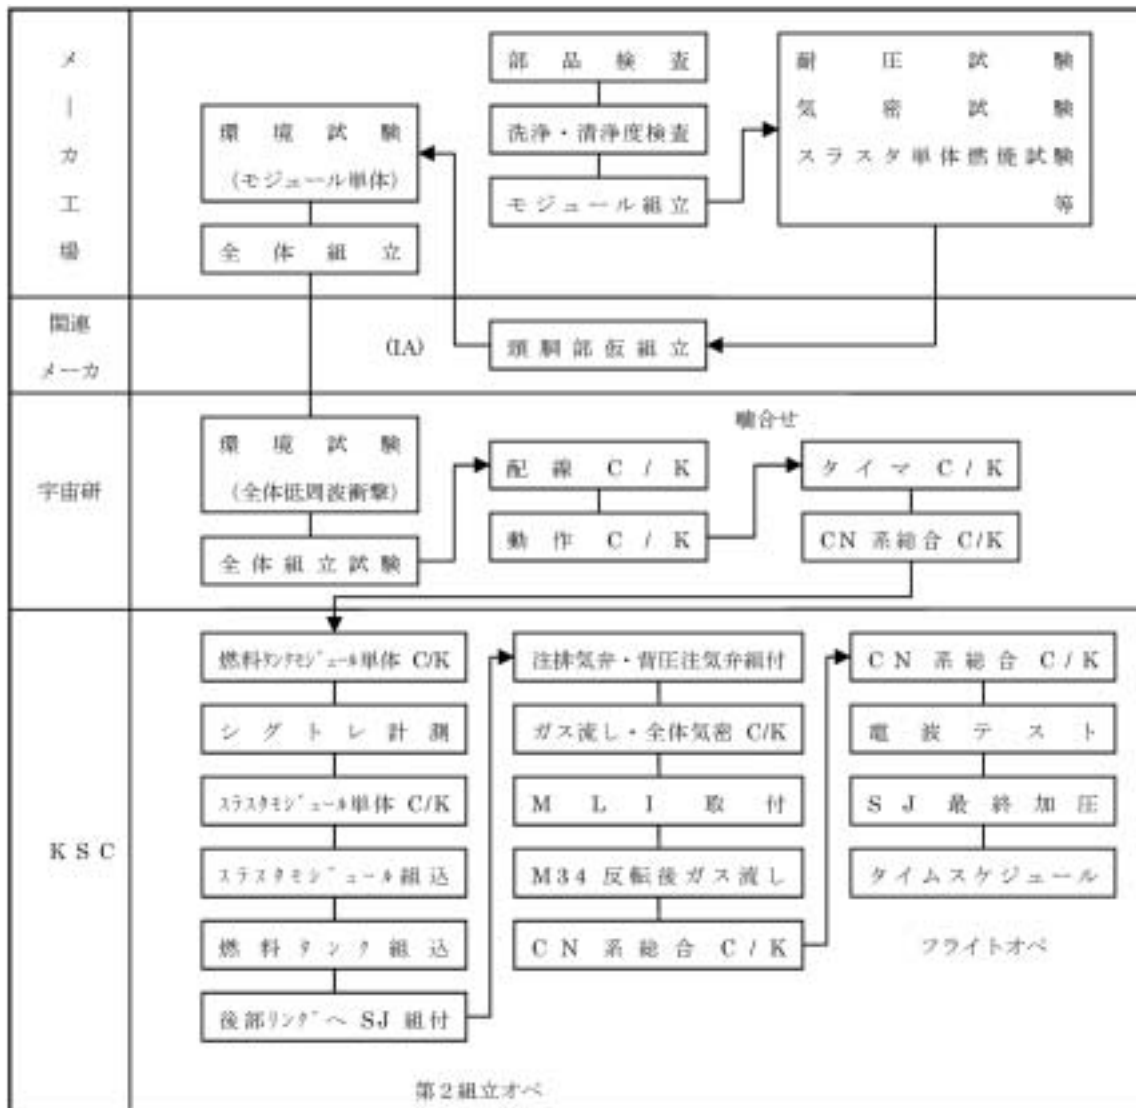 メーカ工場
部品検査
洗浄・清浄度検査
モジュール組立
耐圧試験
気密試験
スラスタ単体燃焼試験
等
環境試験
(モジュール単体)
全体組立
関連
メーカ
(IA)
頭胴部仮組立
宇宙研
環境試験
(全体低周波衝撃)
全体組立試験
配線 C / K
動作 C / K
噛合せ
タイマ C / K
CN 系総合 C/K
KSC
燃料タンクモジュール単体 C/K
シグトレ計測
スラスタモジュール単体 C/K
スラスタモジュール組込
燃料タンク組込
後部リングへ SJ 組付
注排気弁・背圧注気弁組付
ガス流し・全体気密 C/K
MLI 取付
M34 反転後ガス流し
CN 系総合 C/K
CN 系総合 C/K
電波テスト
SJ 最終加圧
タイムスケジュール
フライトオペ
第2組立オペ